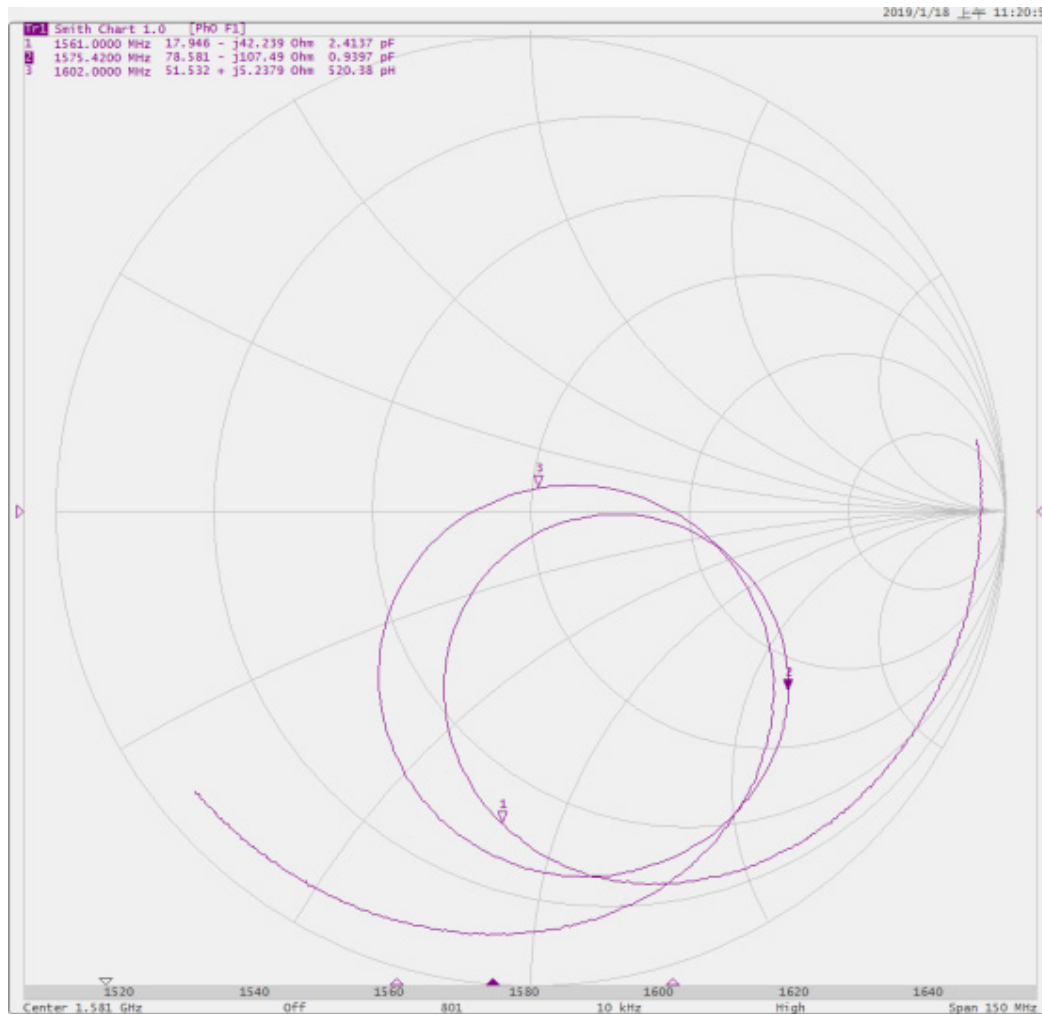 2019/1/18 上午 11:20:5
Tr1 Smith Chart 1.0 [Ph0 F1]
1 1561.0000 MHz 17.946 - j42.239 Ohm 2.4137 pF
2 1575.4200 MHz 78.581 - j107.49 Ohm 0.9397 pF
3 1602.0000 MHz 51.532 + j5.2379 Ohm 520.38 pH
3
2
1
1520 1540 1560 1580 1600 1620 1640
Center 1.581 GHz Off 801 10 kHz High Span 150 MHz